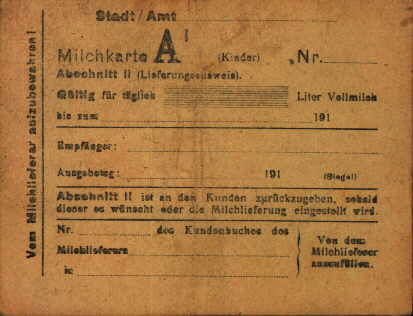 Vom Milchlieferer aufzubewahren!
Stadt/Amt
Milchkarte A I (Kinder) Nr.
Abschnitt II (Lieferungsausweis).
Gültig für täglich Liter Vollmilch
bis zum 191
Empfänger:
Ausgabetag: 191 (Siegel)
Abschnitt II ist an den Kunden zurückzugeben, sobald
dieser es wünscht oder die Milchlieferung eingestellt wird.
Nr. des Kundenbuches des
Milchlieferers
in
Von dem
Milchlieferer
auszufüllen.